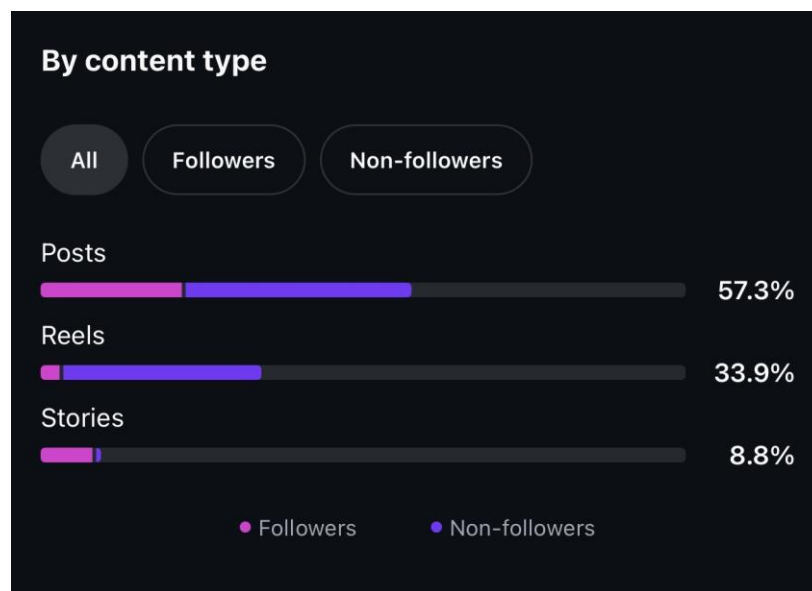 By content type
All Followers Non-followers
Posts
57.3%
Reels
33.9%
Stories
8.8%
Followers Non-followers